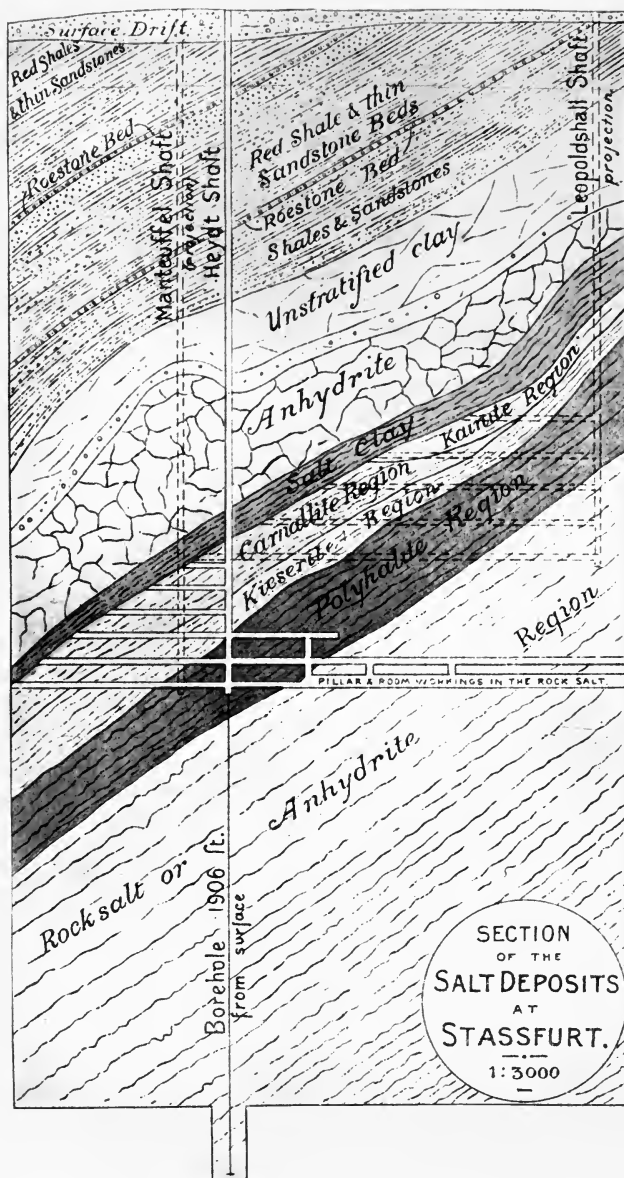 Surface Drift
Red Shales
& thin Sandstones
Roestone Bed
Manteuffel Shaft
(projection)
Heydt Shaft
Red Shale & thin
Sandstone Beds
Roestone Bed
Shales & Sandstones
Leopoldshall Shaft
projection.
Unstratified clay
Anhydrite
Salt Clay
Carnallite Region
Kainite Region
Kieserite Region
Polyhalite Region
PILLAR & ROOM WORKINGS IN THE ROCK SALT.
Rocksalt or Anhydrite Region
Borehole 1906 ft.
from surface
SECTION
OF THE
SALT DEPOSITS
AT
STASSFURT.
1:3000